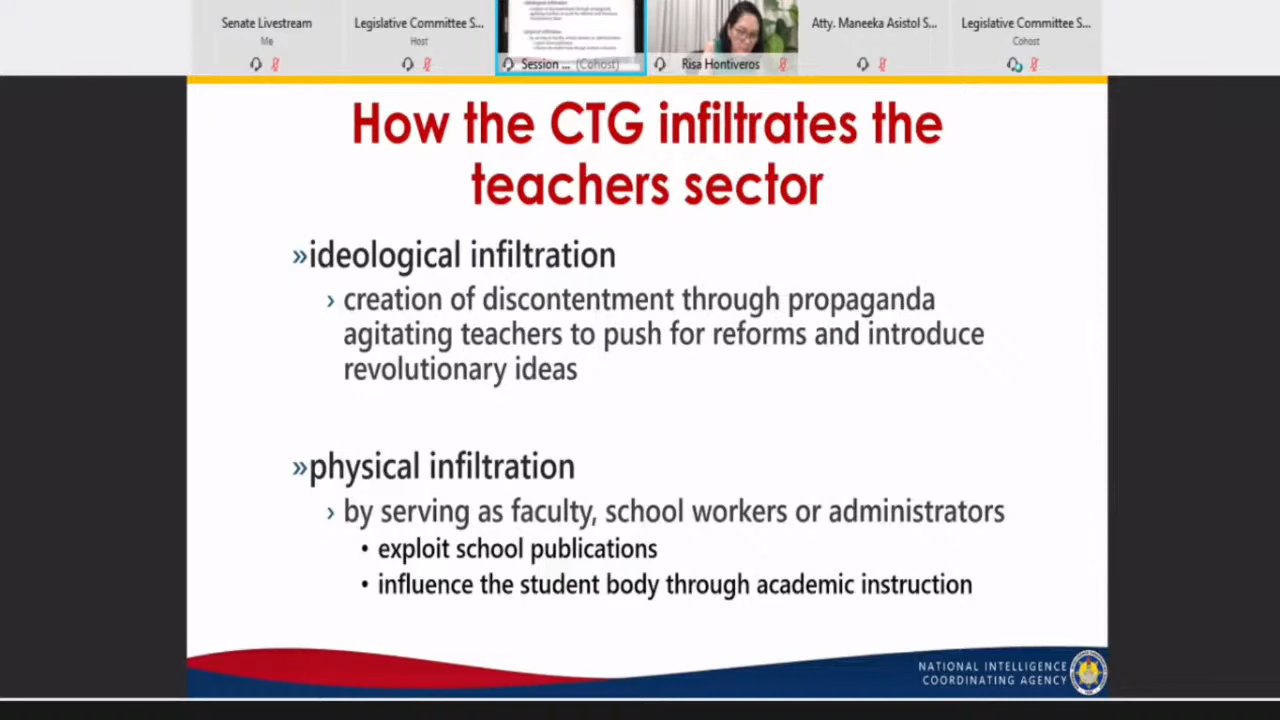 Senate Livestream
Me
Legislative Committee S...
Host
Session ... (Cohost)
Risa Hontiveros
Atty. Maneeka Asistol S...
Legislative Committee S...
Cohost
How the CTG infiltrates the
teachers sector
»ideological infiltration
› creation of discontentment through propaganda
agitating teachers to push for reforms and introduce
revolutionary ideas
»physical infiltration
› by serving as faculty, school workers or administrators
• exploit school publications
• influence the student body through academic instruction
NATIONAL INTELLIGENCE
COORDINATING AGENCY